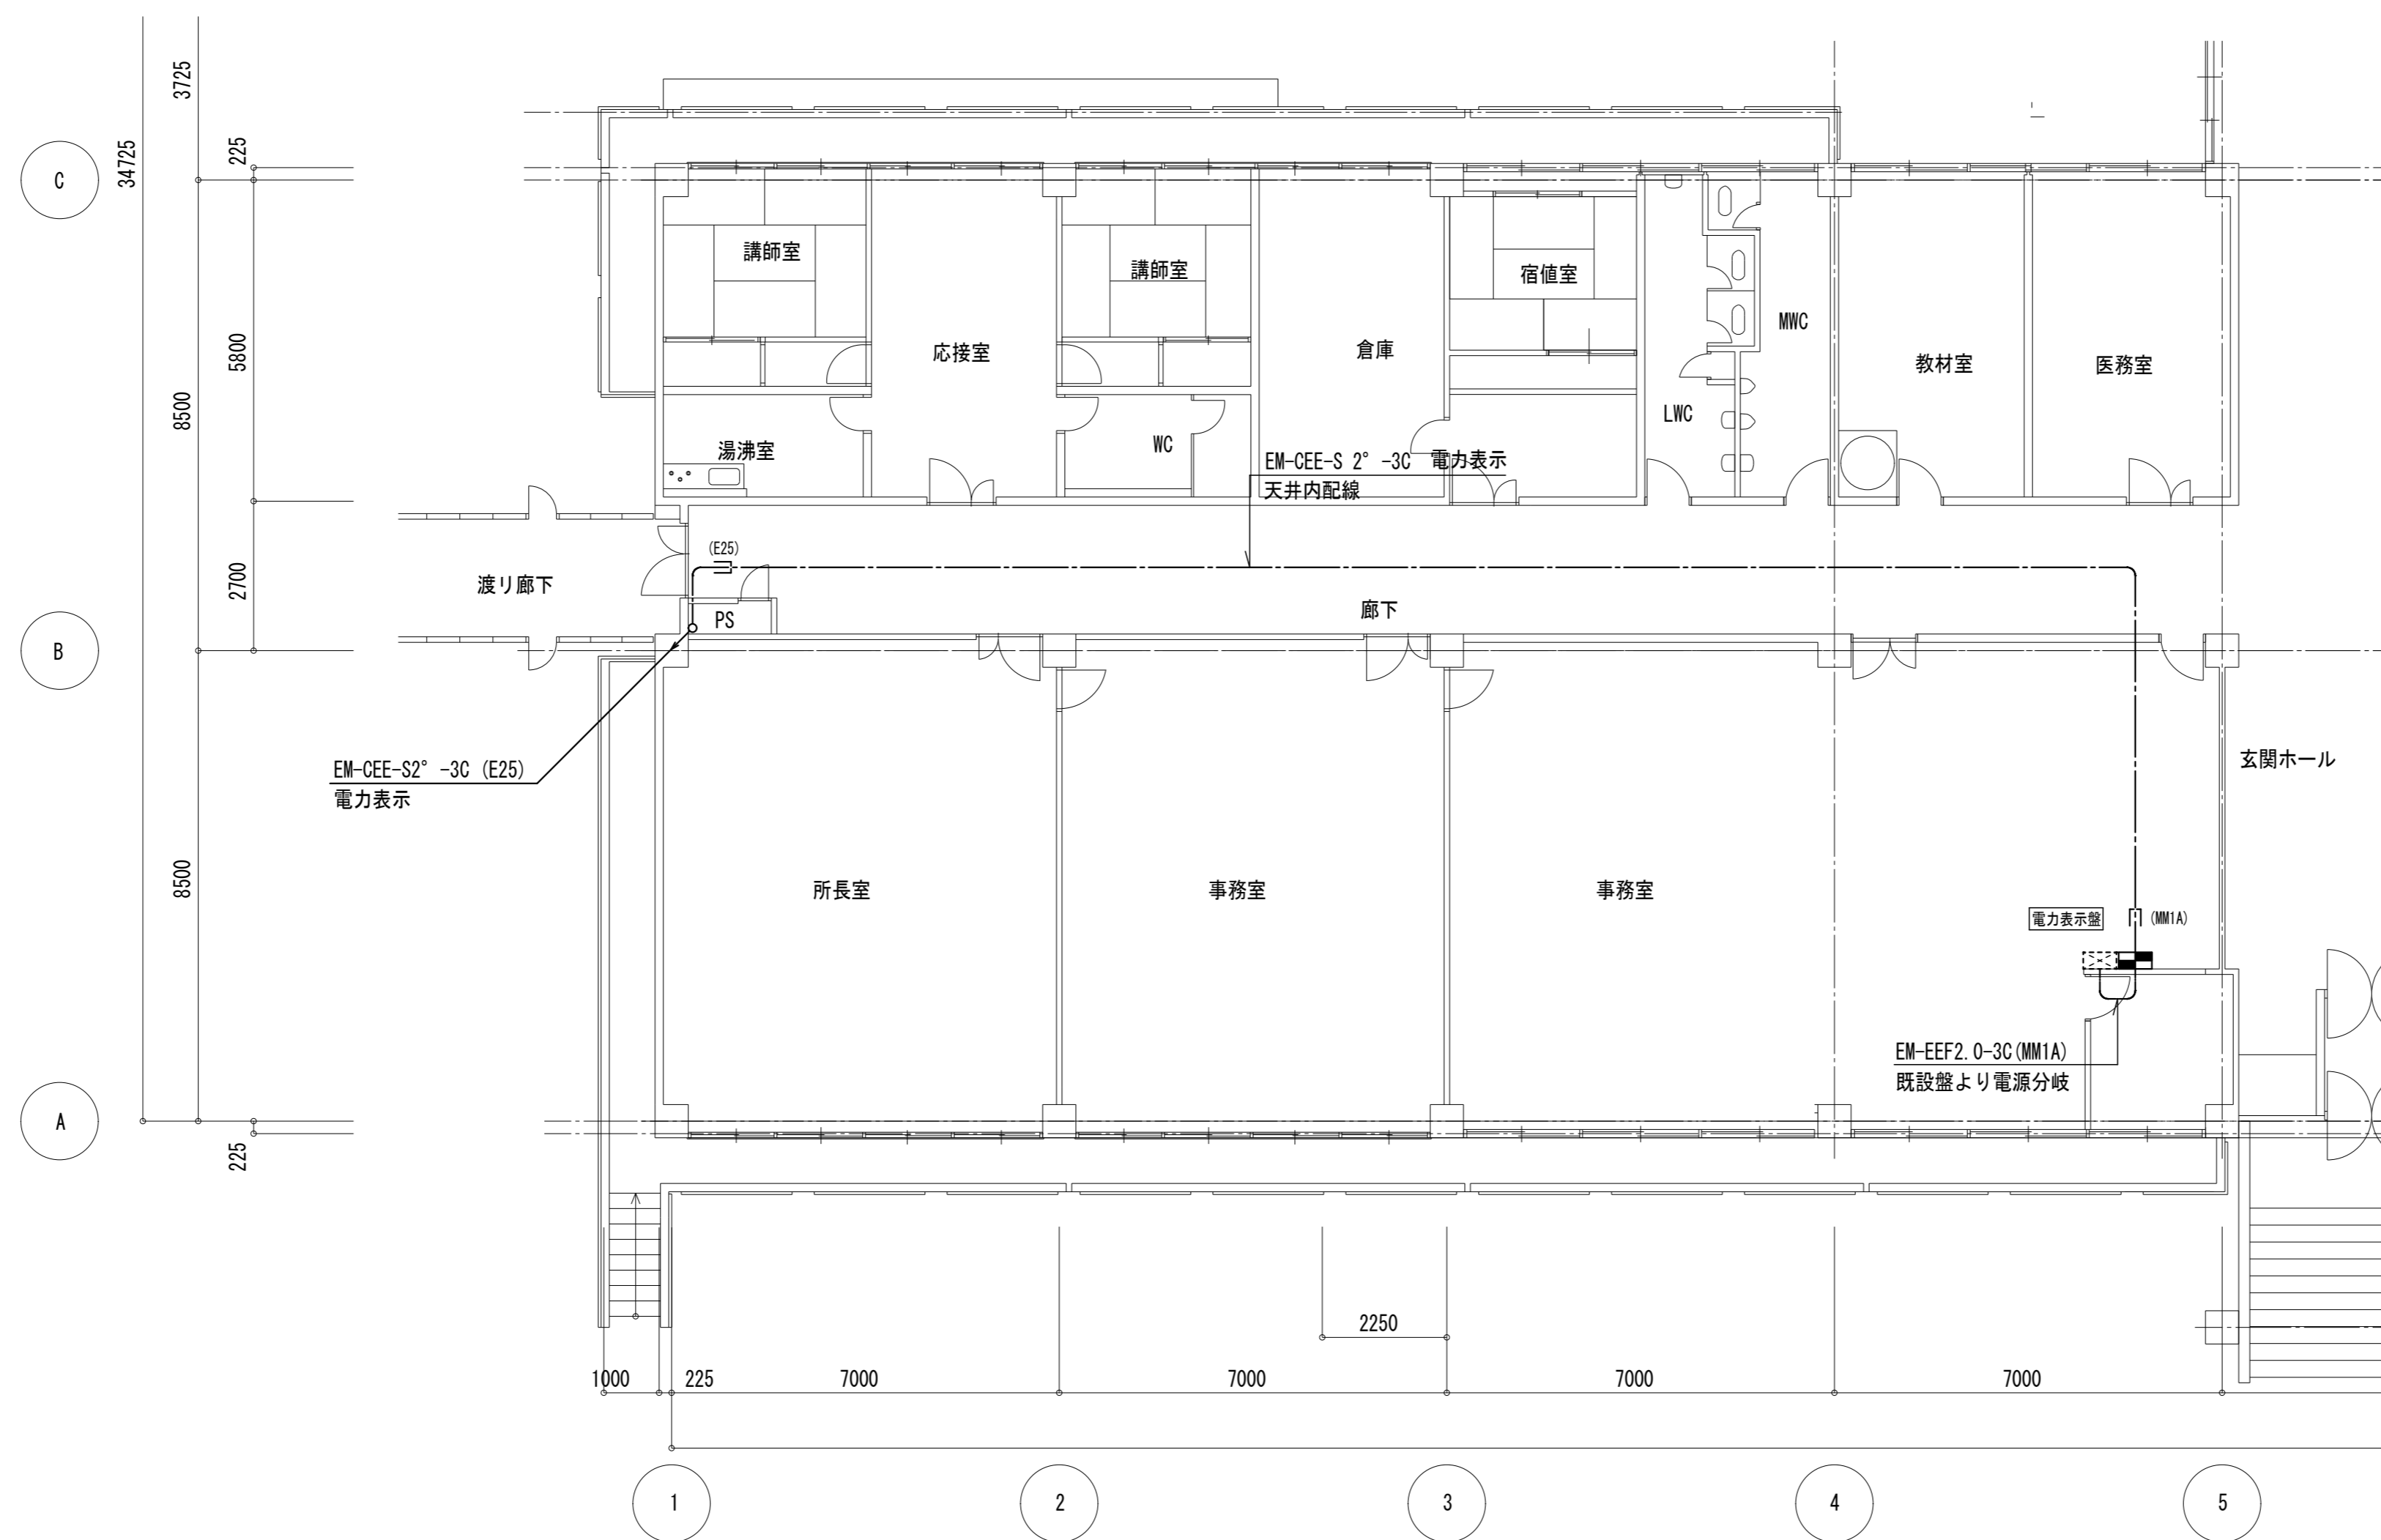 3725
34725
225
C
5800
8500
2700
B
8500
A
225
講師室
講師室
宿値室
応接室
倉庫
MWC
教材室
医務室
LWC
湯沸室
WC
EM-CEE-S 2°-3C 電力表示
天井内配線
(E25)
渡り廊下
廊下
PS
EM-CEE-S2°-3C (E25)
電力表示
玄関ホール
所長室
事務室
事務室
電力表示盤
(MM1A)
EM-EEF2.0-3C(MM1A)
既設盤より電源分岐
2250
1000
225
7000
7000
7000
7000
1
2
3
4
5